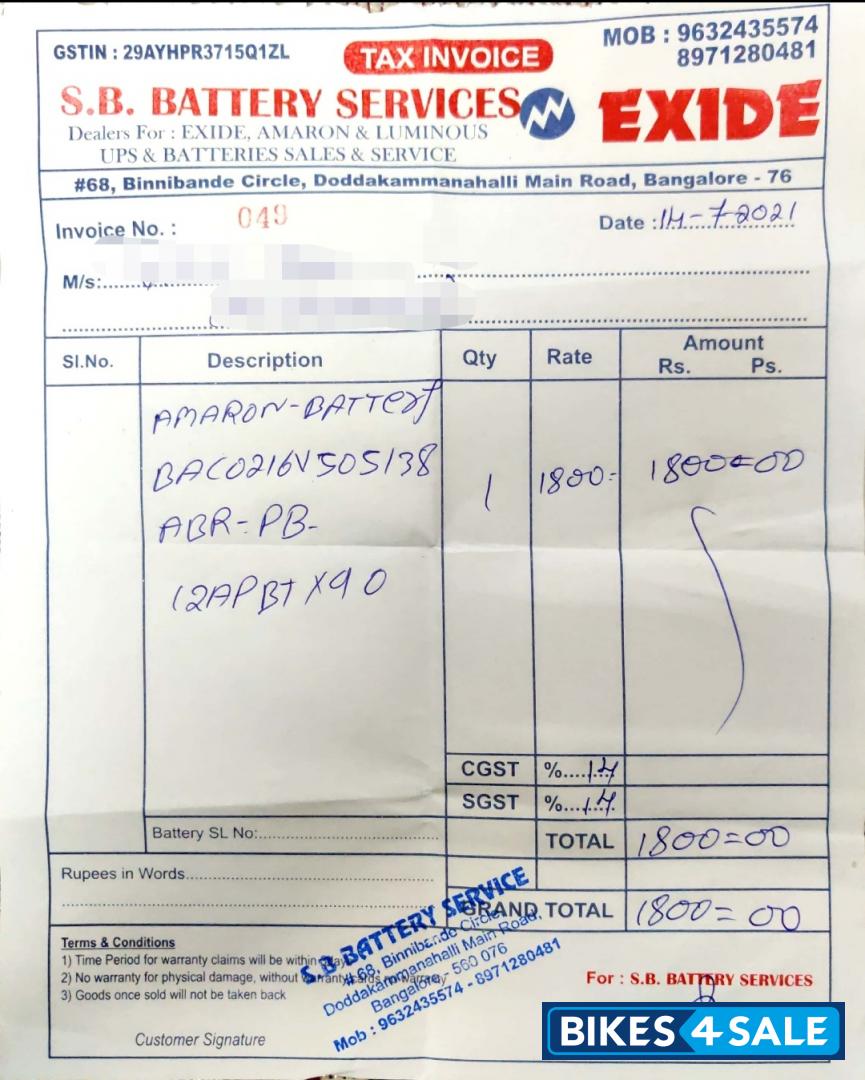 GSTIN : 29AYHPR3715Q1ZL
TAX INVOICE
MOB : 9632435574
8971280481
S.B. BATTERY SERVICES
EXIDE
Dealers For : EXIDE, AMARON & LUMINOUS
UPS & BATTERIES SALES & SERVICE
#68, Binnibande Circle, Doddakammanahalli Main Road, Bangalore - 76
Invoice No. : 049
Date : 14-7-2021
M/s:
Sl.No. Description Qty Rate Amount
Rs. Ps.
AMARON-BATTERY
BAC0216V505138 1 1800= 1800=00
ABR-PB-
12APBTX90
CGST %....14
SGST %....14
Battery SL No:
TOTAL 1800=00
Rupees in Words
GRAND TOTAL 1800=00
Terms & Conditions
1) Time Period for warranty claims will be within
2) No warranty for physical damage, without warranty
3) Goods once sold will not be taken back
For : S.B. BATTERY SERVICES
Customer Signature
S.B BATTERY SERVICE
#68, Binnibande Circle,
Doddakammanahalli Main Road,
Bangalore - 560 076
Mob : 9632435574 - 8971280481
BIKES4SALE